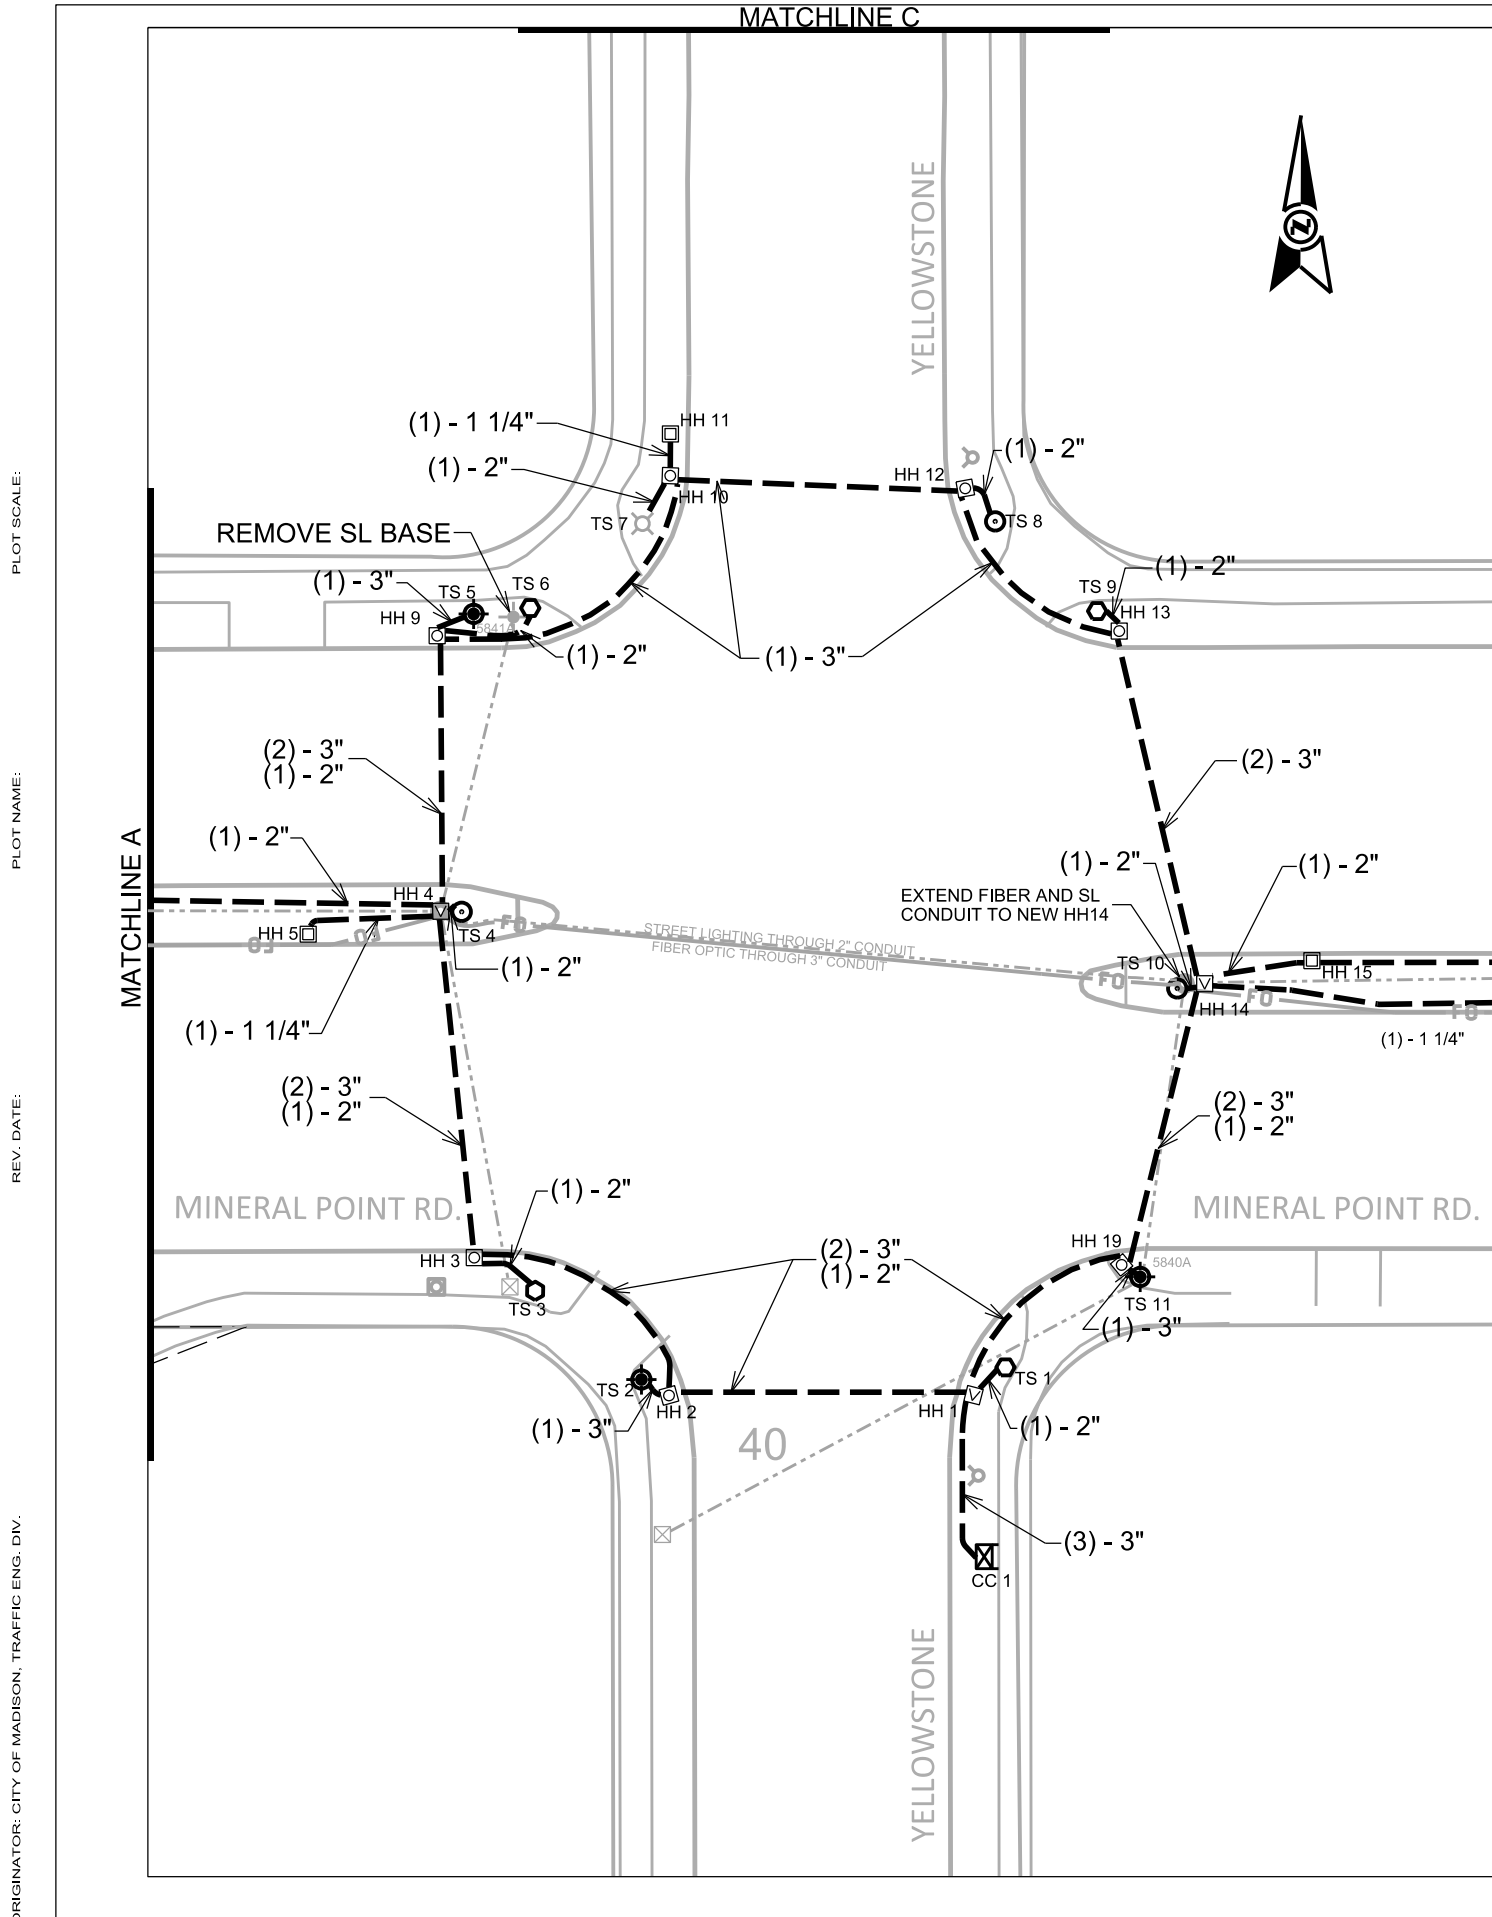 MATCHLINE C
PLOT SCALE:
PLOT NAME:
REV. DATE:
ORIGINATOR: CITY OF MADISON, TRAFFIC ENG. DIV.
MATCHLINE A
YELLOWSTONE
N
(1) - 1 1/4"
HH 11
(1) - 2"
HH 10
HH 12
(1) - 2"
TS 7
TS 8
REMOVE SL BASE
(1) - 3"
TS 5
TS 6
HH 9
5841A
(1) - 2"
(1) - 3"
TS 9
(1) - 2"
HH 13
(2) - 3"
(1) - 2"
(2) - 3"
(1) - 2"
HH 4
HH 5
TS 4
FO
FO
FO
(1) - 2"
(1) - 1 1/4"
STREET LIGHTING THROUGH 2" CONDUIT
FIBER OPTIC THROUGH 3" CONDUIT
(1) - 2"
(1) - 2"
EXTEND FIBER AND SL
CONDUIT TO NEW HH14
TS 10
HH 15
FO
FO
FO
HH 14
(1) - 1 1/4"
(2) - 3"
(1) - 2"
(2) - 3"
(1) - 2"
MINERAL POINT RD.
MINERAL POINT RD.
(1) - 2"
HH 3
TS 3
(2) - 3"
(1) - 2"
HH 19
5840A
TS 11
(1) - 3"
TS 2
HH 2
(1) - 3"
40
HH 1
TS 1
(1) - 2"
(3) - 3"
CC 1
YELLOWSTONE